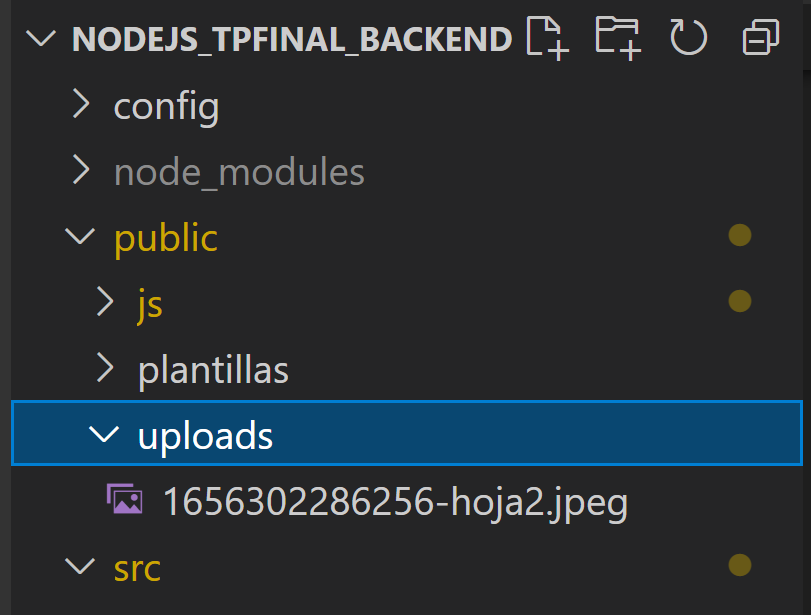 NODEJS_TPFINAL_BACKEND
config
node_modules
public
js
plantillas
uploads
1656302286256-hoja2.jpeg
src